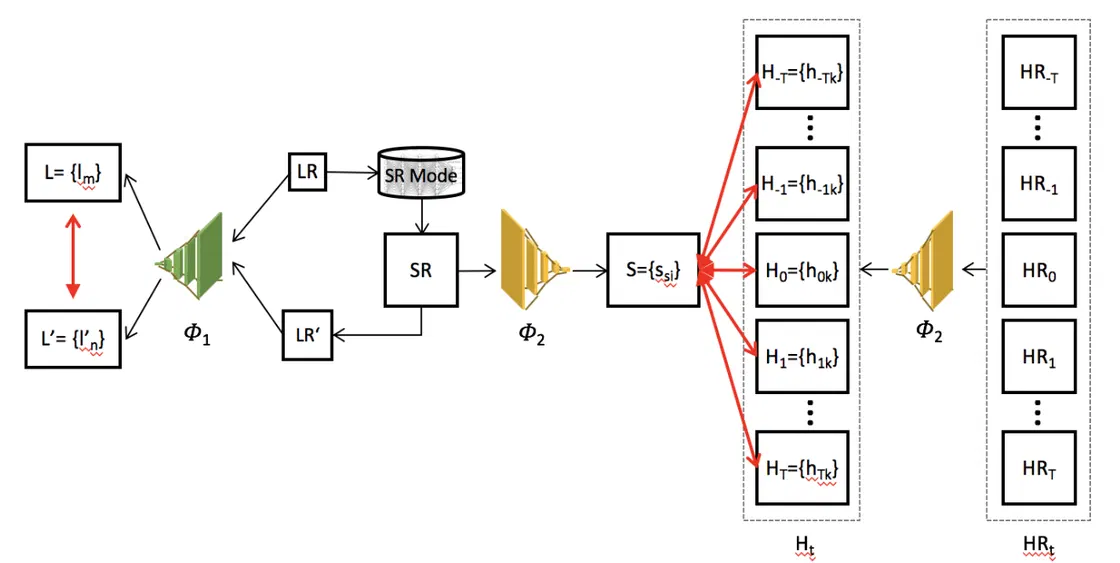 L= {lm}
L′= {l′n}
Φ1
LR
LR′
SR Mode
SR
Φ2
S={ssi}
H-T={h-Tk}
H-1={h-1k}
H0={h0k}
H1={h1k}
HT={hTk}
Ht
Φ2
HR-T
HR-1
HR0
HR1
HRT
HRt